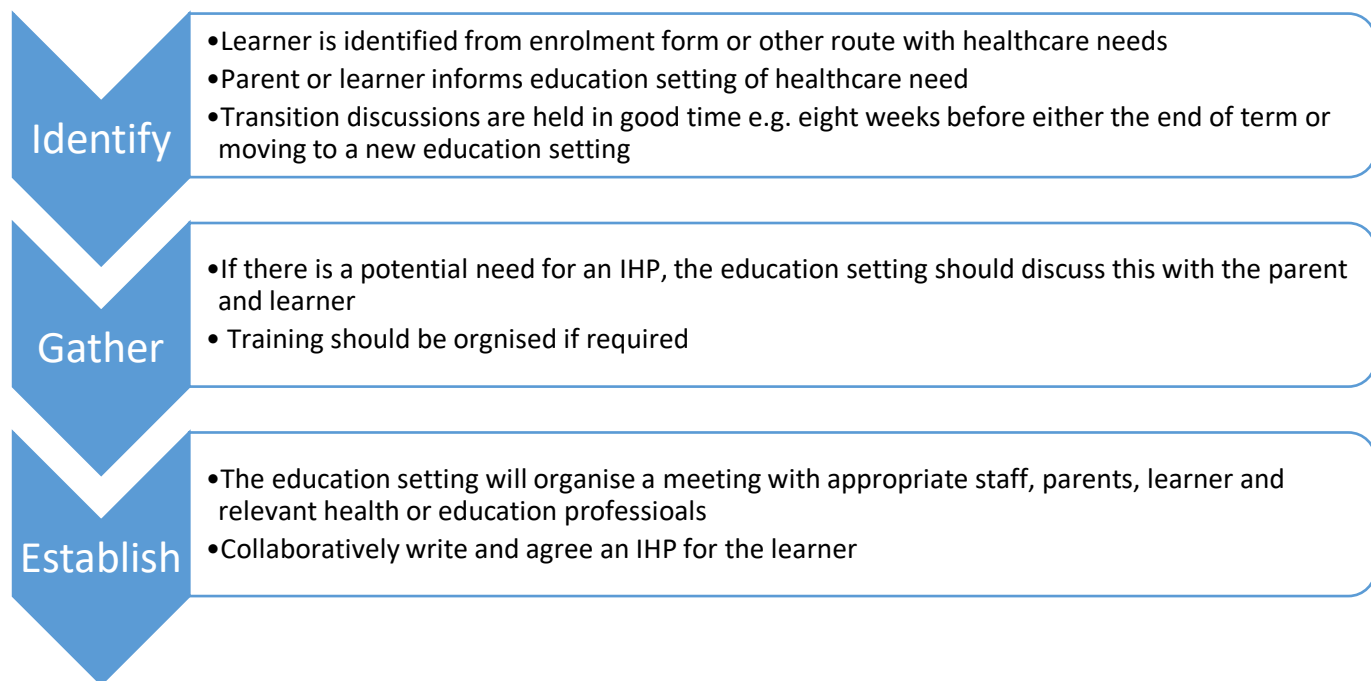 Identify
•Learner is identified from enrolment form or other route with healthcare needs
•Parent or learner informs education setting of healthcare need
•Transition discussions are held in good time e.g. eight weeks before either the end of term or
moving to a new education setting
Gather
•If there is a potential need for an IHP, the education setting should discuss this with the parent
and learner
• Training should be orgnised if required
Establish
•The education setting will organise a meeting with appropriate staff, parents, learner and
relevant health or education professioals
•Collaboratively write and agree an IHP for the learner